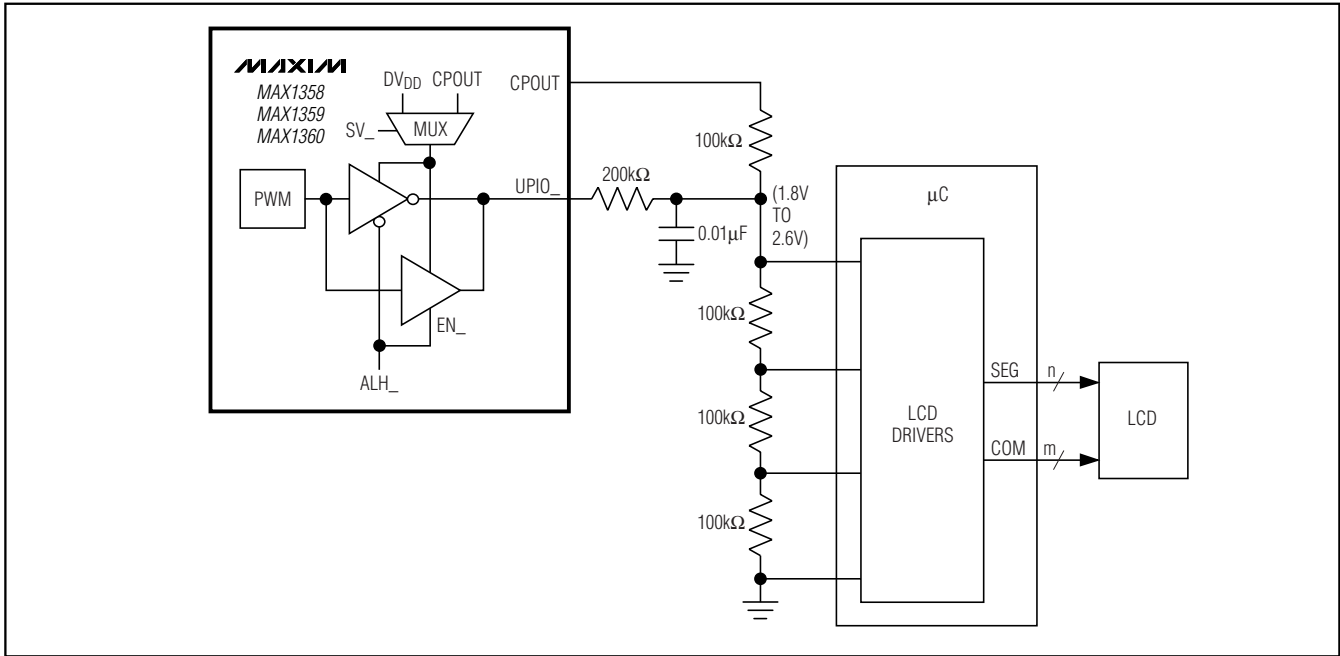 MAXIM
MAX1358
MAX1359
MAX1360
DVDD CPOUT
CPOUT
SV_
MUX
PWM
UPIO_
EN_
ALH_
200kΩ
0.01µF
100kΩ
(1.8V
TO
2.6V)
100kΩ
100kΩ
100kΩ
µC
LCD
DRIVERS
SEG n
COM m
LCD